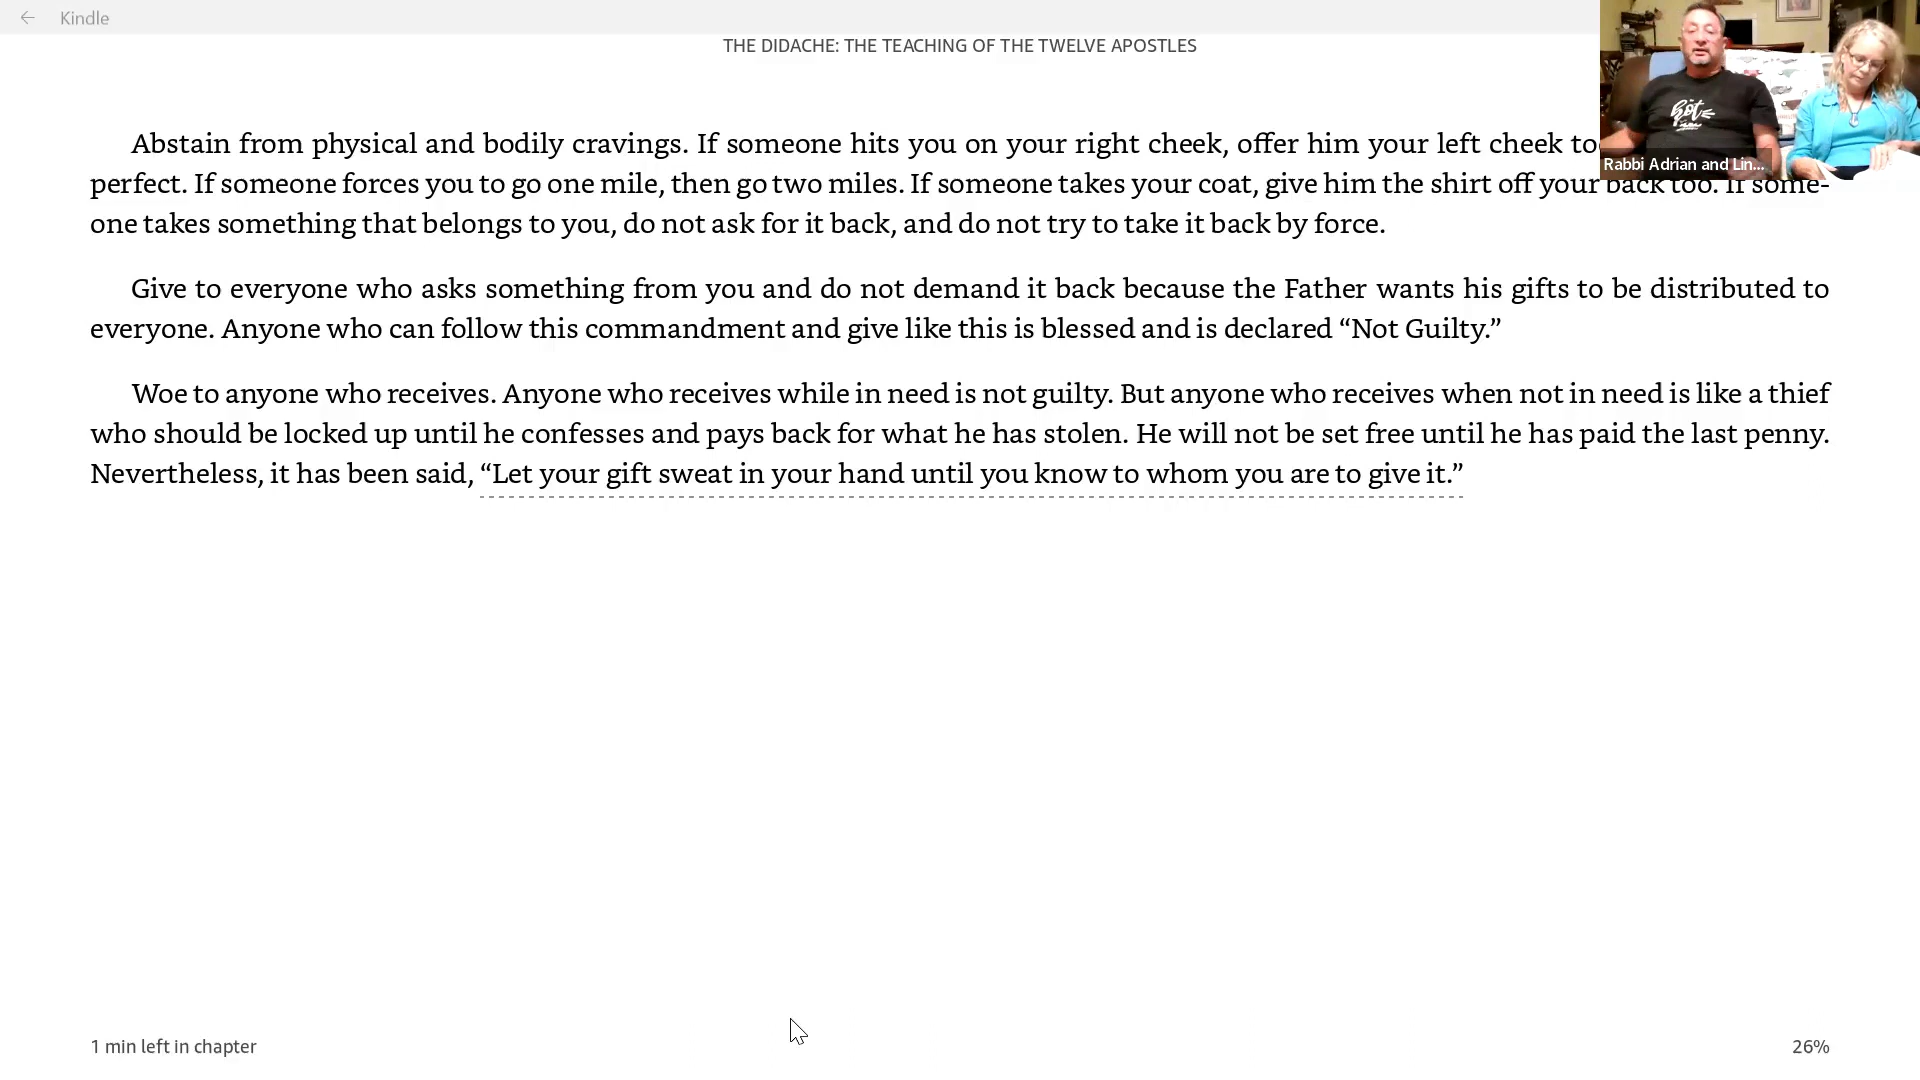 Kindle
THE DIDACHE: THE TEACHING OF THE TWELVE APOSTLES
Abstain from physical and bodily cravings. If someone hits you on your right cheek, offer him your left cheek
perfect. If someone forces you to go one mile, then go two miles. If someone takes your coat, give him the shirt off your back too. If some-
one takes something that belongs to you, do not ask for it back, and do not try to take it back by force.
Give to everyone who asks something from you and do not demand it back because the Father wants his gifts to be distributed to
everyone. Anyone who can follow this commandment and give like this is blessed and is declared “Not Guilty.”
Woe to anyone who receives. Anyone who receives while in need is not guilty. But anyone who receives when not in need is like a thief
who should be locked up until he confesses and pays back for what he has stolen. He will not be set free until he has paid the last penny.
Nevertheless, it has been said, “Let your gift sweat in your hand until you know to whom you are to give it.”
Rabbi Adrian and Lin...
1 min left in chapter
26%